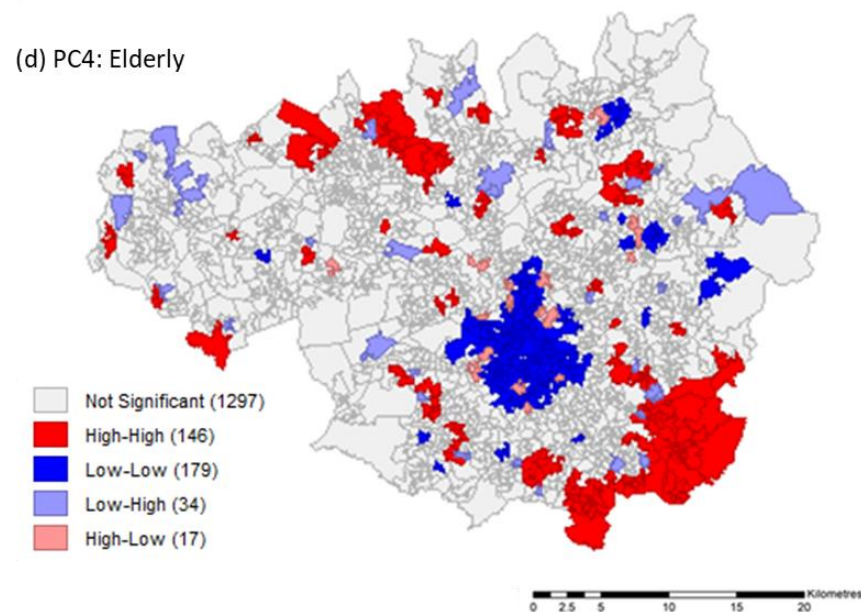 (d) PC4: Elderly
Not Significant (1297)
High-High (146)
Low-Low (179)
Low-High (34)
High-Low (17)
Kilometres
0 2.5 5 10 15 20